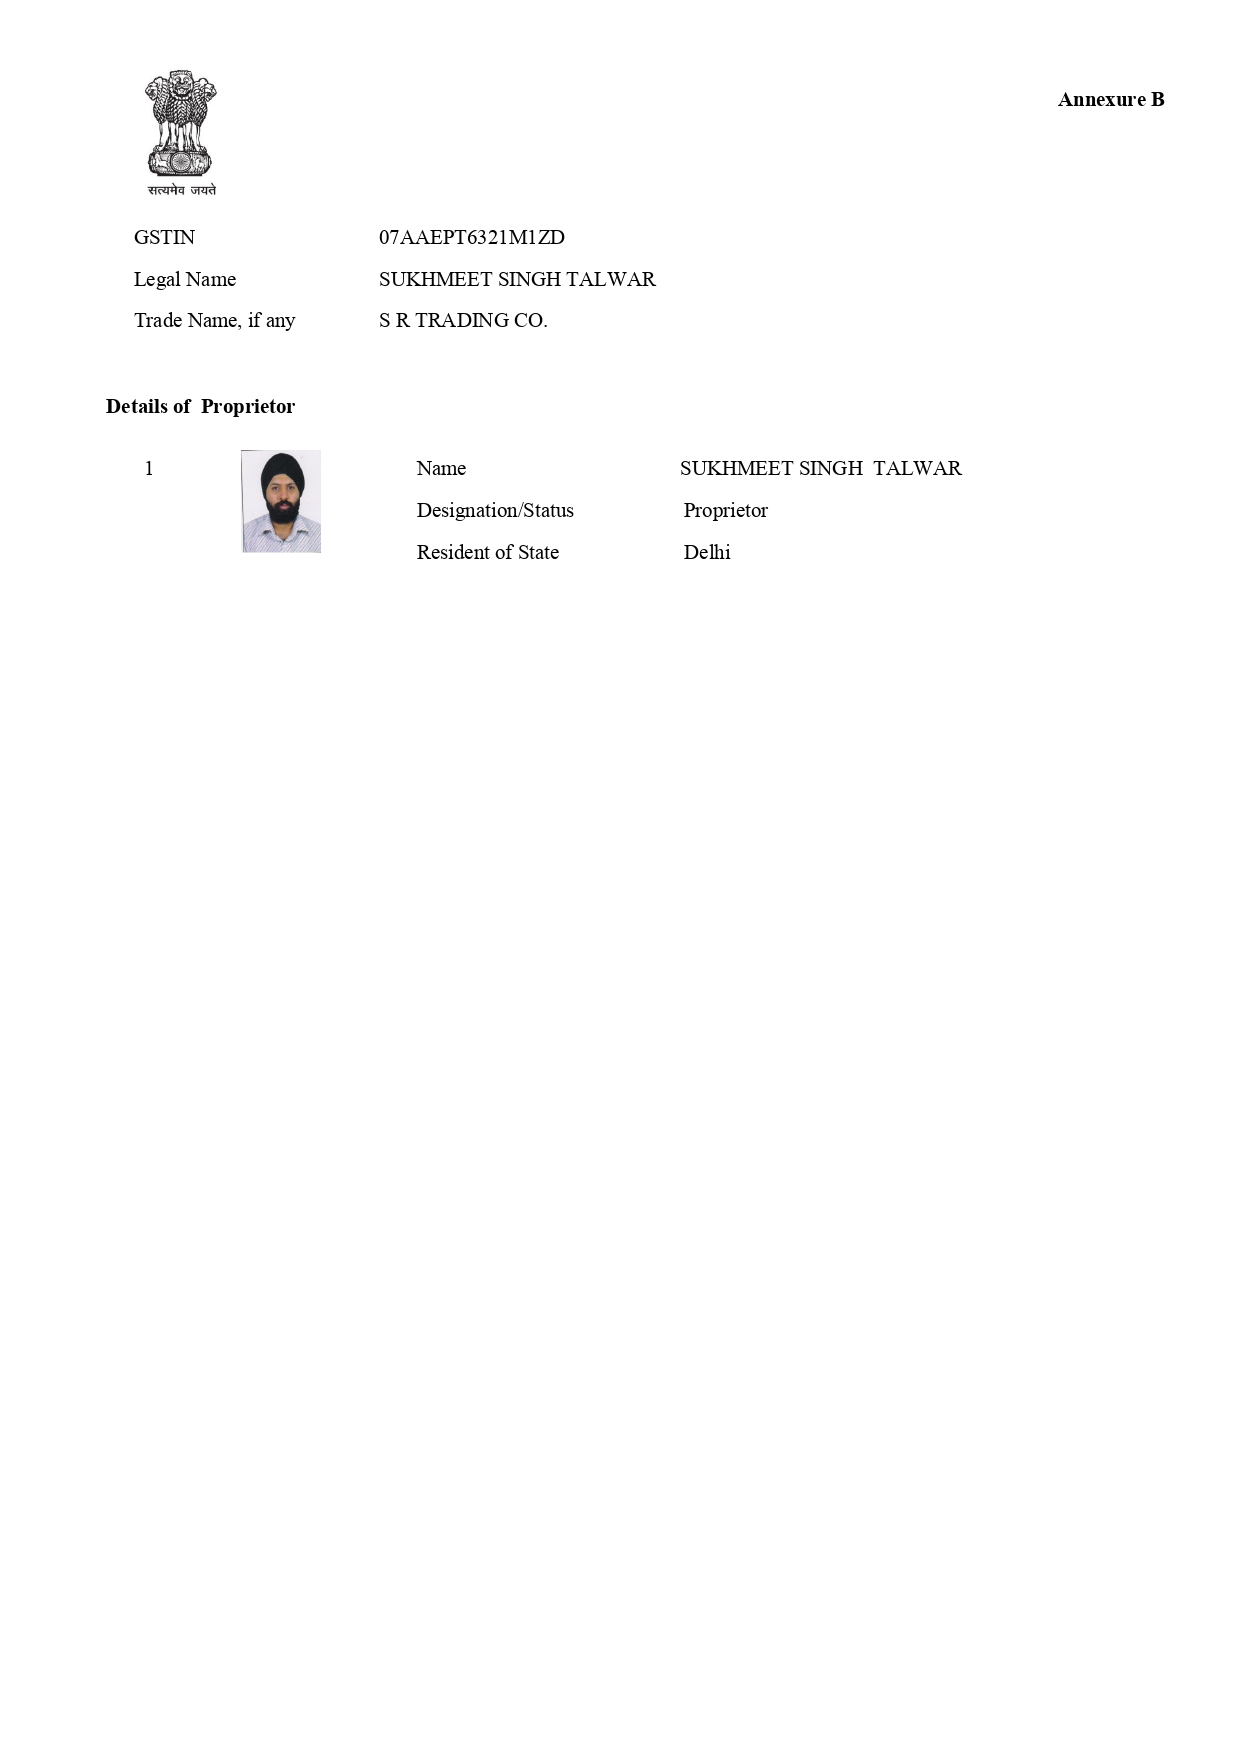 Annexure B
सत्यमेव जयते
GSTIN 07AAEPT6321M1ZD
Legal Name SUKHMEET SINGH TALWAR
Trade Name, if any S R TRADING CO.
Details of Proprietor
1 Name SUKHMEET SINGH TALWAR
Designation/Status Proprietor
Resident of State Delhi